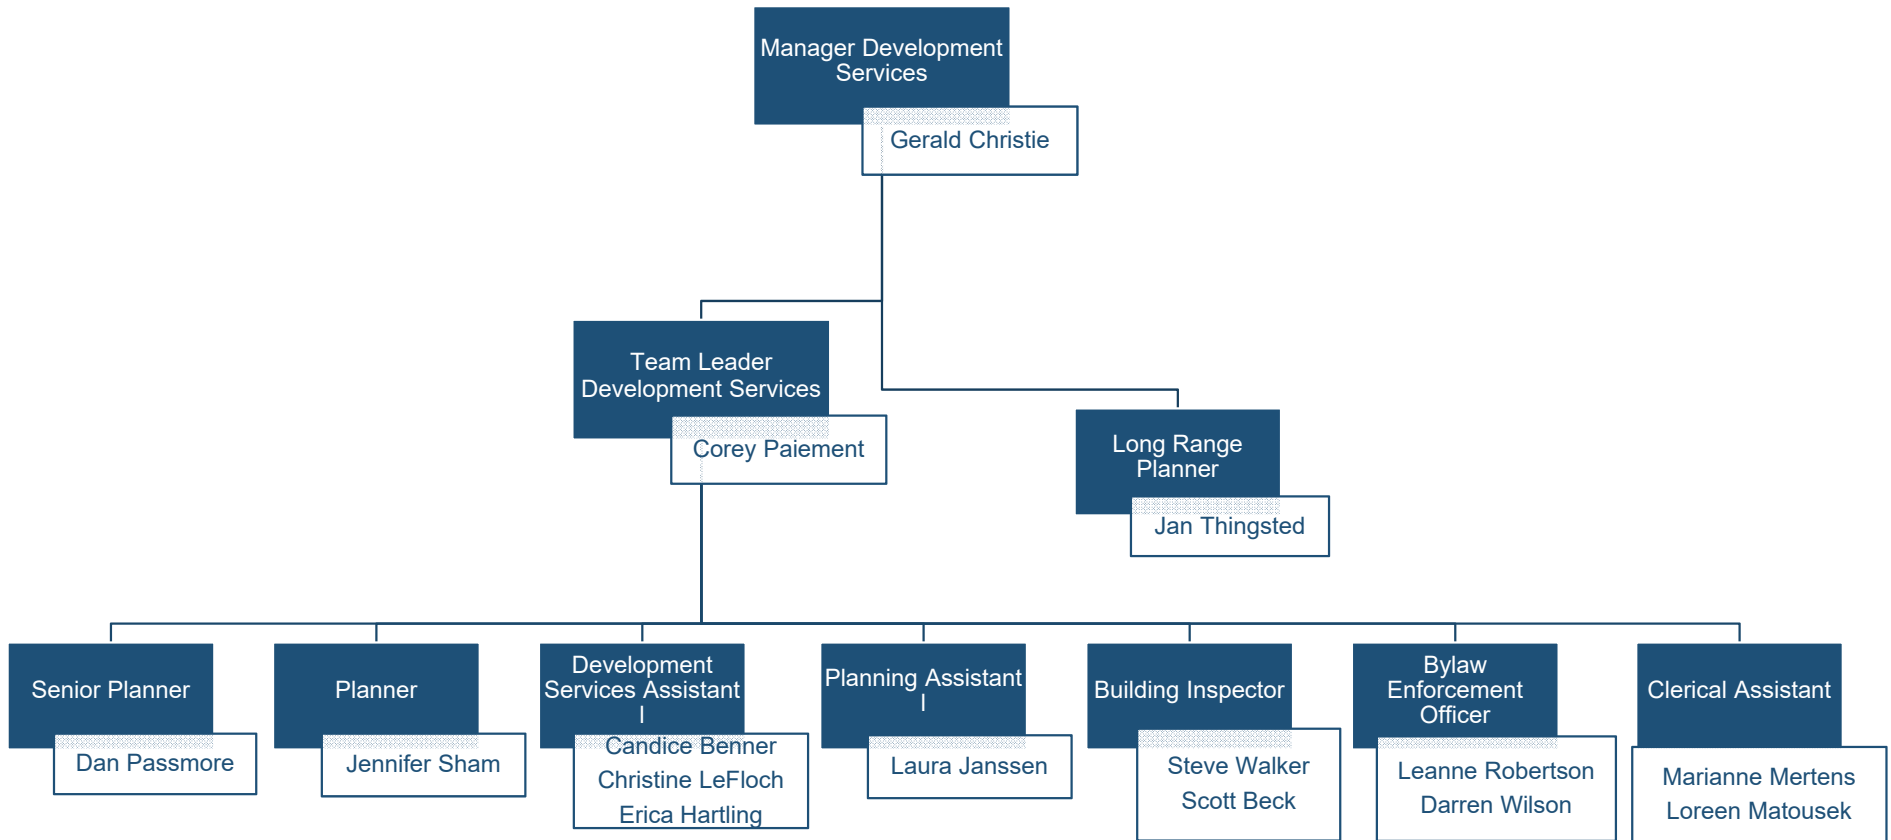 Manager Development
Services
Gerald Christie
Team Leader
Development Services
Corey Paiement
Long Range
Planner
Jan Thingsted
Senior Planner
Dan Passmore
Planner
Jennifer Sham
Development
Services Assistant
I
Candice Benner
Christine LeFloch
Erica Hartling
Planning Assistant
I
Laura Janssen
Building Inspector
Steve Walker
Scott Beck
Bylaw
Enforcement
Officer
Leanne Robertson
Darren Wilson
Clerical Assistant
Marianne Mertens
Loreen Matousek